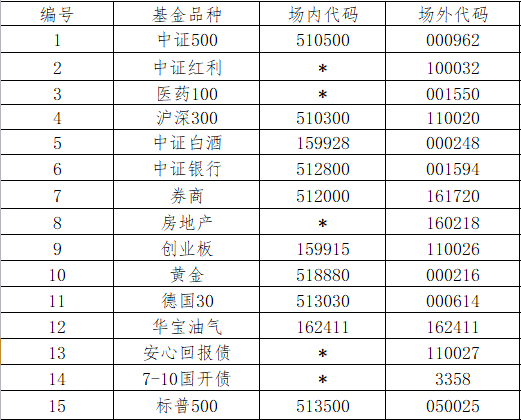 编号 基金品种 场内代码 场外代码
1 中证500 510500 000962
2 中证红利 * 100032
3 医药100 * 001550
4 沪深300 510300 110020
5 中证白酒 159928 000248
6 中证银行 512800 001594
7 券商 512000 161720
8 房地产 * 160218
9 创业板 159915 110026
10 黄金 518880 000216
11 德国30 513030 000614
12 华宝油气 162411 162411
13 安心回报债 * 110027
14 7-10国开债 * 3358
15 标普500 513500 050025